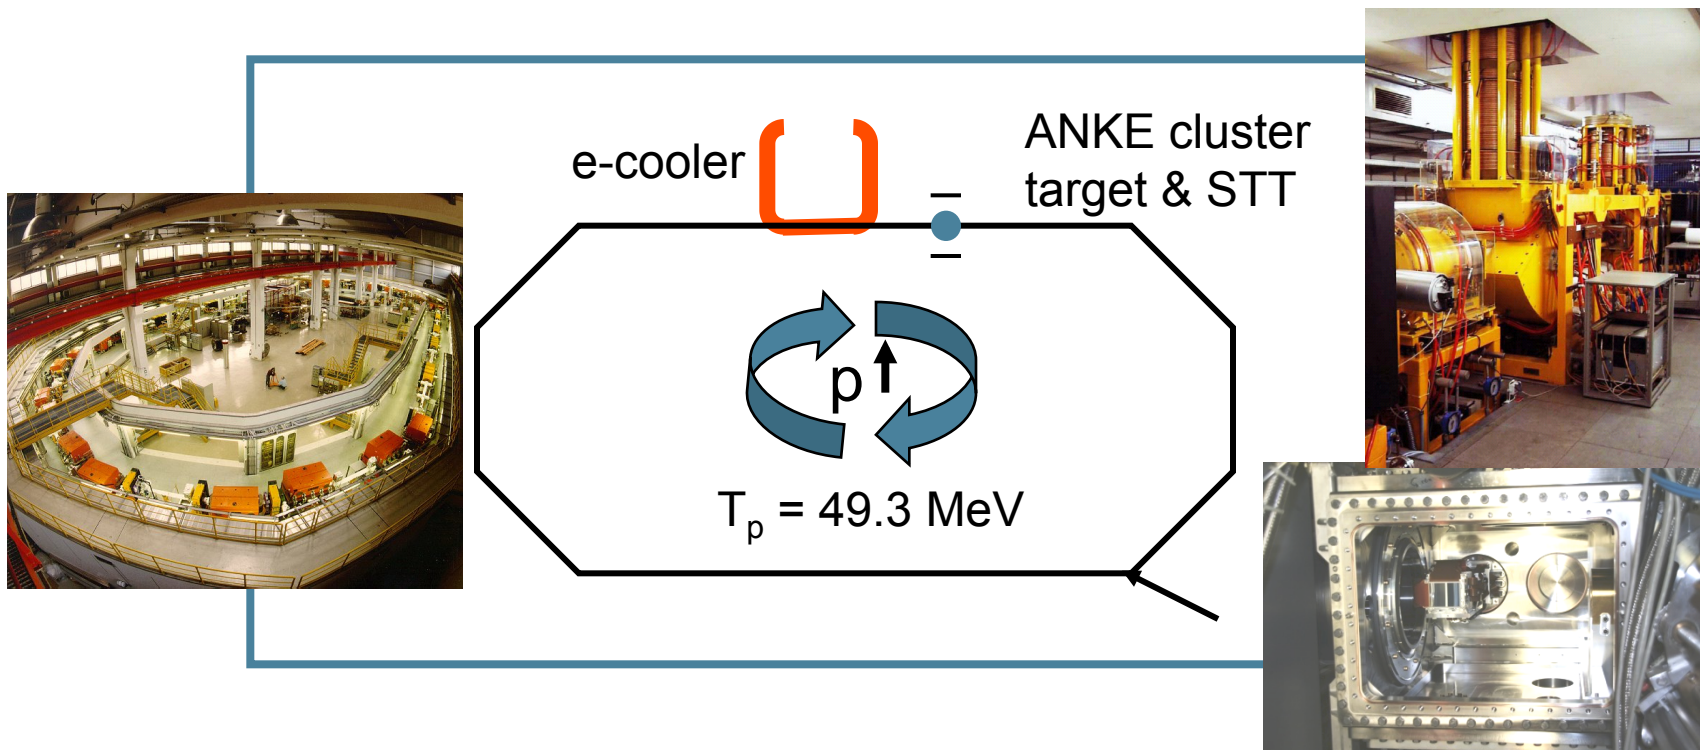 e-cooler
ANKE cluster
target & STT
p
Tp = 49.3 MeV